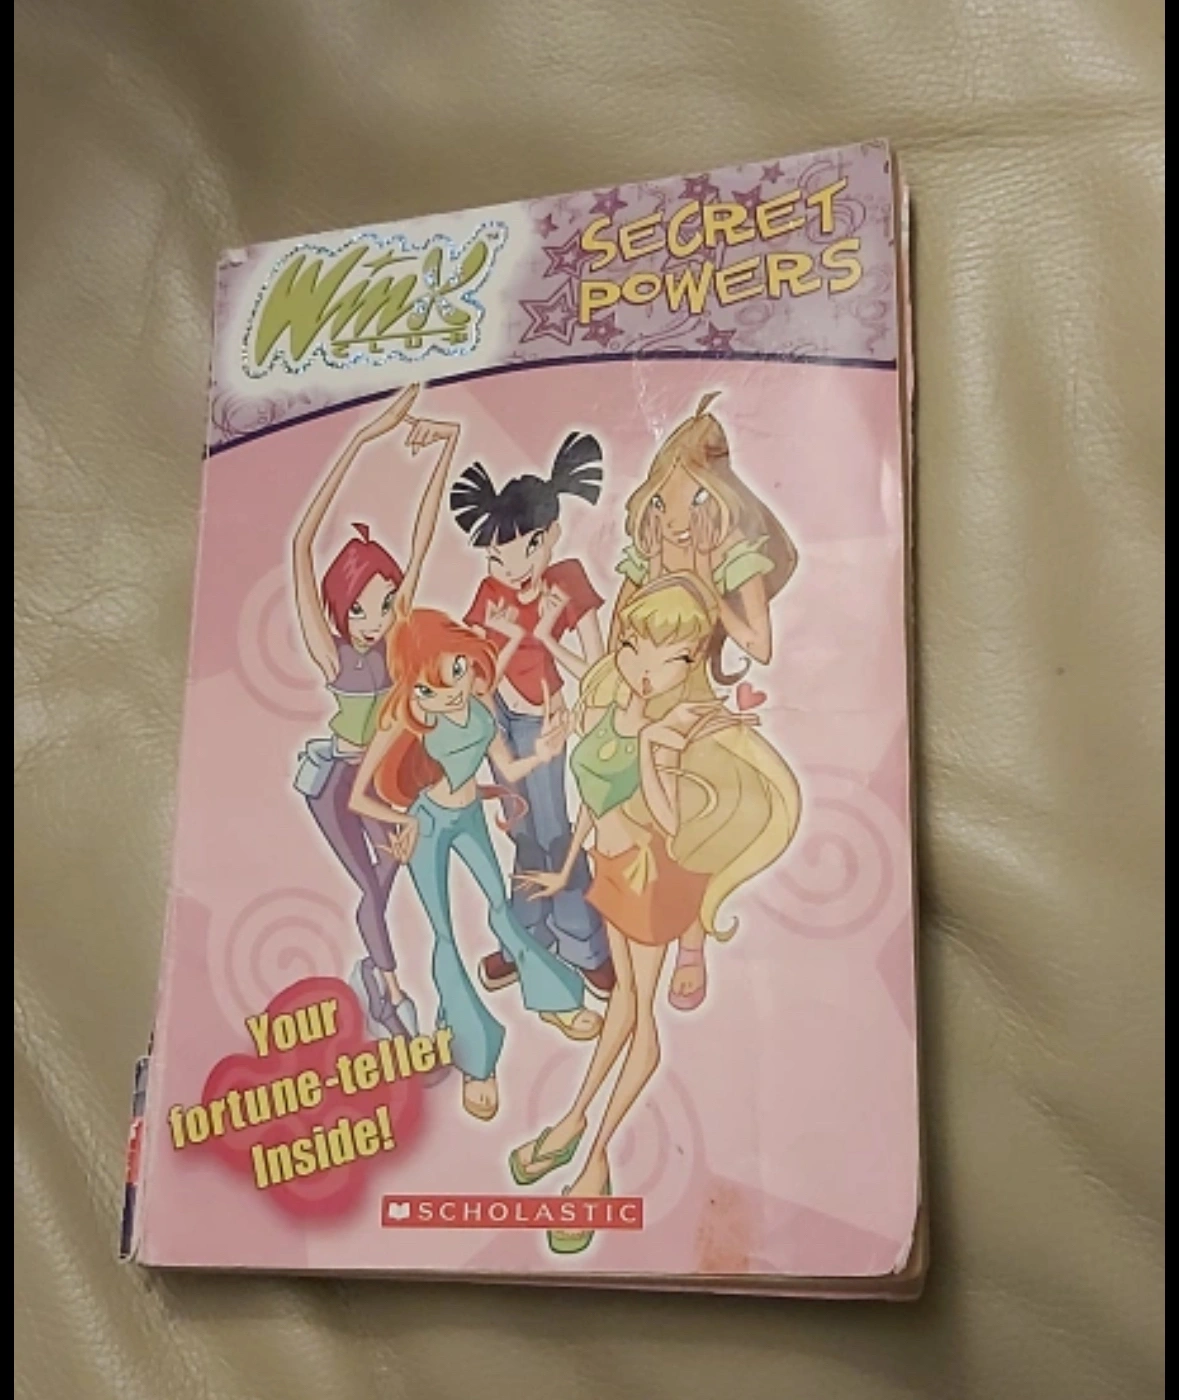 Winx
CLUB
SECRET
POWERS
Your
fortune-teller
Inside!
SCHOLASTIC